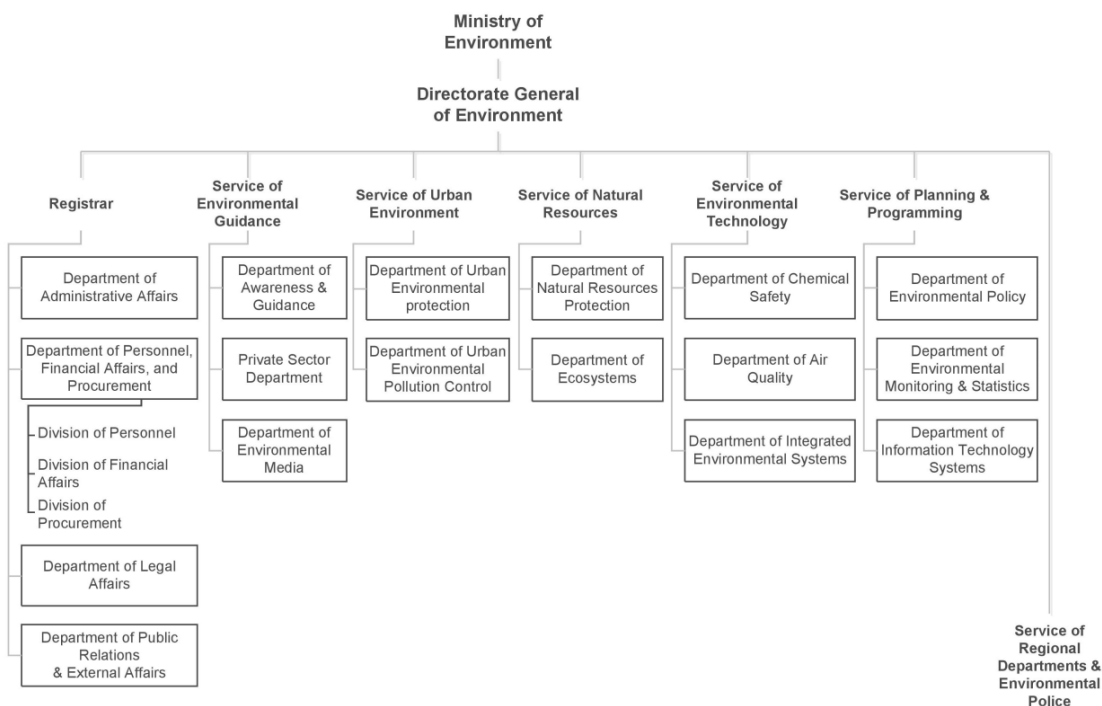 Ministry of
Environment
Directorate General
of Environment
Registrar
Service of
Environmental
Guidance
Service of Urban
Environment
Service of Natural
Resources
Service of
Environmental
Technology
Service of Planning &
Programming
Department of
Administrative Affairs
Department of Personnel,
Financial Affairs, and
Procurement
Division of Personnel
Division of Financial
Affairs
Division of
Procurement
Department of Legal
Affairs
Department of Public
Relations
& External Affairs
Department of
Awareness &
Guidance
Private Sector
Department
Department of
Environmental
Media
Department of Urban
Environmental
protection
Department of Urban
Environmental
Pollution Control
Department of
Natural Resources
Protection
Department of
Ecosystems
Department of Chemical
Safety
Department of Air
Quality
Department of Integrated
Environmental Systems
Department of
Environmental Policy
Department of
Environmental
Monitoring & Statistics
Department of
Information Technology
Systems
Service of
Regional
Departments &
Environmental
Police